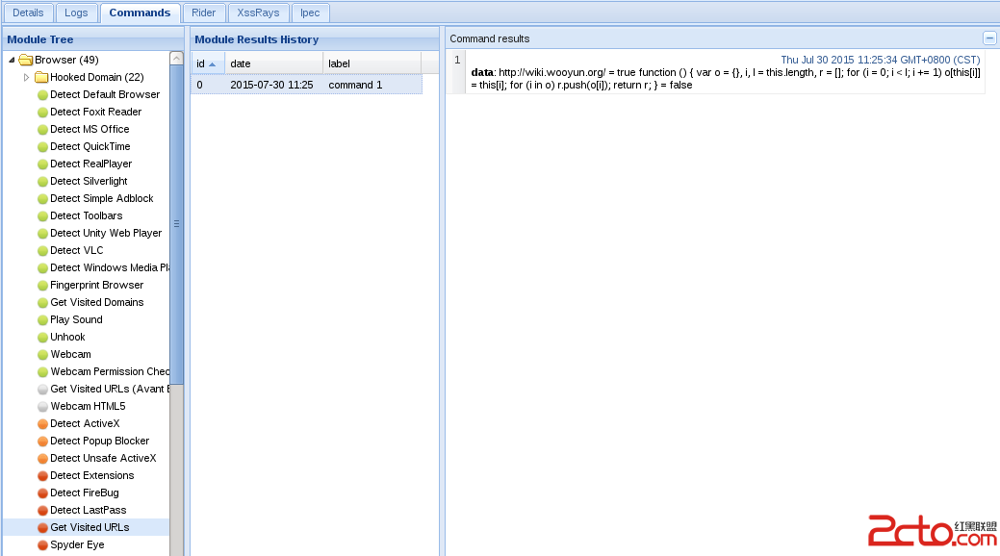 Details
Logs
Commands
Rider
XssRays
Ipec
Module Tree
Browser (49)
Hooked Domain (22)
Detect Default Browser
Detect Foxit Reader
Detect MS Office
Detect QuickTime
Detect RealPlayer
Detect Silverlight
Detect Simple Adblock
Detect Toolbars
Detect Unity Web Player
Detect VLC
Detect Windows Media Pla
Fingerprint Browser
Get Visited Domains
Play Sound
Unhook
Webcam
Webcam Permission Chec
Get Visited URLs (Avant B
Webcam HTML5
Detect ActiveX
Detect Popup Blocker
Detect Unsafe ActiveX
Detect Extensions
Detect FireBug
Detect LastPass
Get Visited URLs
Spyder Eye
Module Results History
id date label
0 2015-07-30 11:25 command 1
Command results
1
Thu Jul 30 2015 11:25:34 GMT+0800 (CST)
data: http://wiki.wooyun.org/ = true function () { var o = {}, i, l = this.length, r = []; for (i = 0; i < l; i += 1) o[this[i]]
= this[i]; for (i in o) r.push(o[i]); return r; } = false
2cto.com
红黑联盟